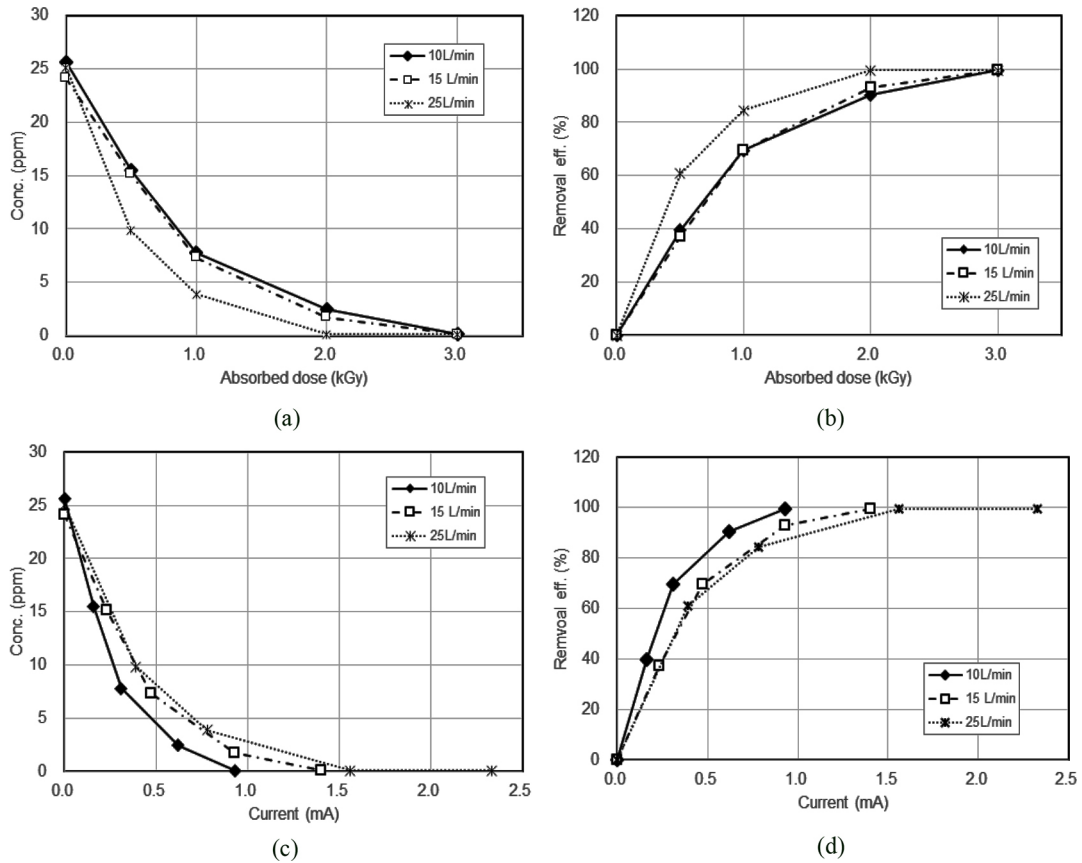 30
25
20
15
10
5
0
Conc. (ppm)
0.0 1.0 2.0 3.0
Absorbed dose (kGy)
10L/min
15 L/min
25L/min
(a)
120
100
80
60
40
20
0
Removal eff. (%)
0.0 1.0 2.0 3.0
Absorbed dose (kGy)
10L/min
15 L/min
25L/min
(b)
30
25
20
15
10
5
0
Conc. (ppm)
0.0 0.5 1.0 1.5 2.0 2.5
Current (mA)
10L/min
15 L/min
25L/min
(c)
120
100
80
60
40
20
0
Remvoal eff. (%)
0.0 0.5 1.0 1.5 2.0 2.5
Current (mA)
10L/min
15 L/min
25L/min
(d)